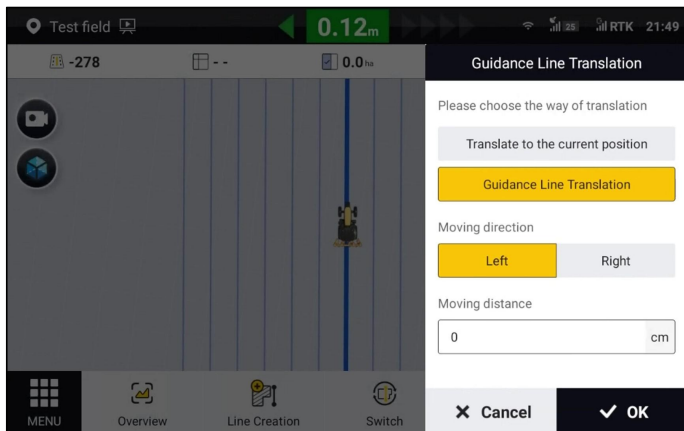 Test field
0.12m
25
RTK
21:49
-278
- -
0.0 ha
Guidance Line Translation
Please choose the way of translation
Translate to the current position
Guidance Line Translation
Moving direction
Left Right
Moving distance
0 cm
MENU Overview Line Creation Switch
Cancel OK